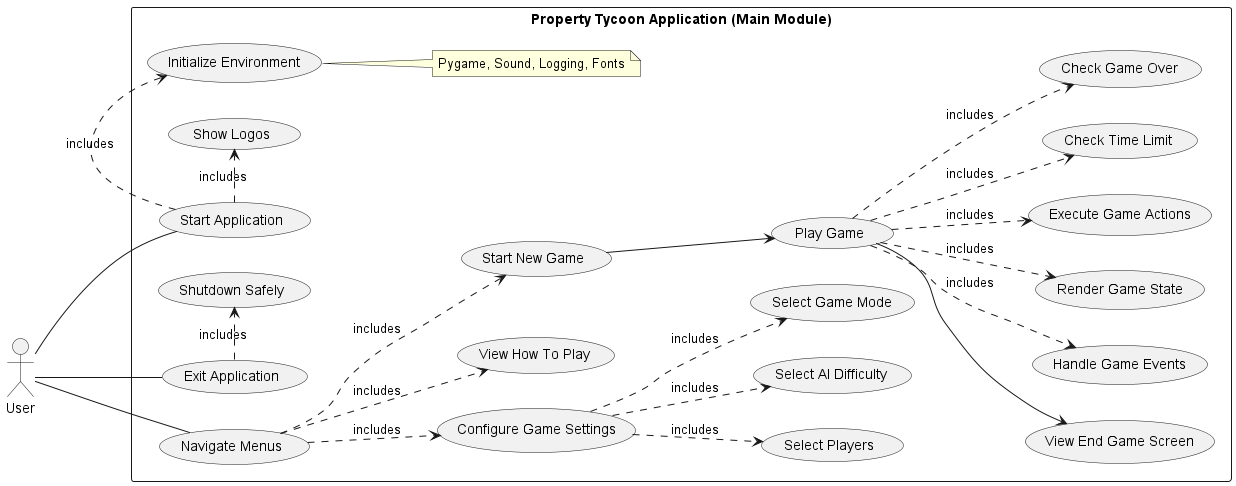 Property Tycoon Application (Main Module)
Initialize Environment
Pygame, Sound, Logging, Fonts
Check Game Over
includes
Show Logos
includes
includes
Check Time Limit
includes
Start Application
includes
Execute Game Actions
Play Game
Start New Game
includes
Render Game State
Shutdown Safely
includes
Select Game Mode
includes
includes
includes
View How To Play
Handle Game Events
User
Exit Application
includes
includes
Select AI Difficulty
Navigate Menus
includes
Configure Game Settings
includes
Select Players
View End Game Screen